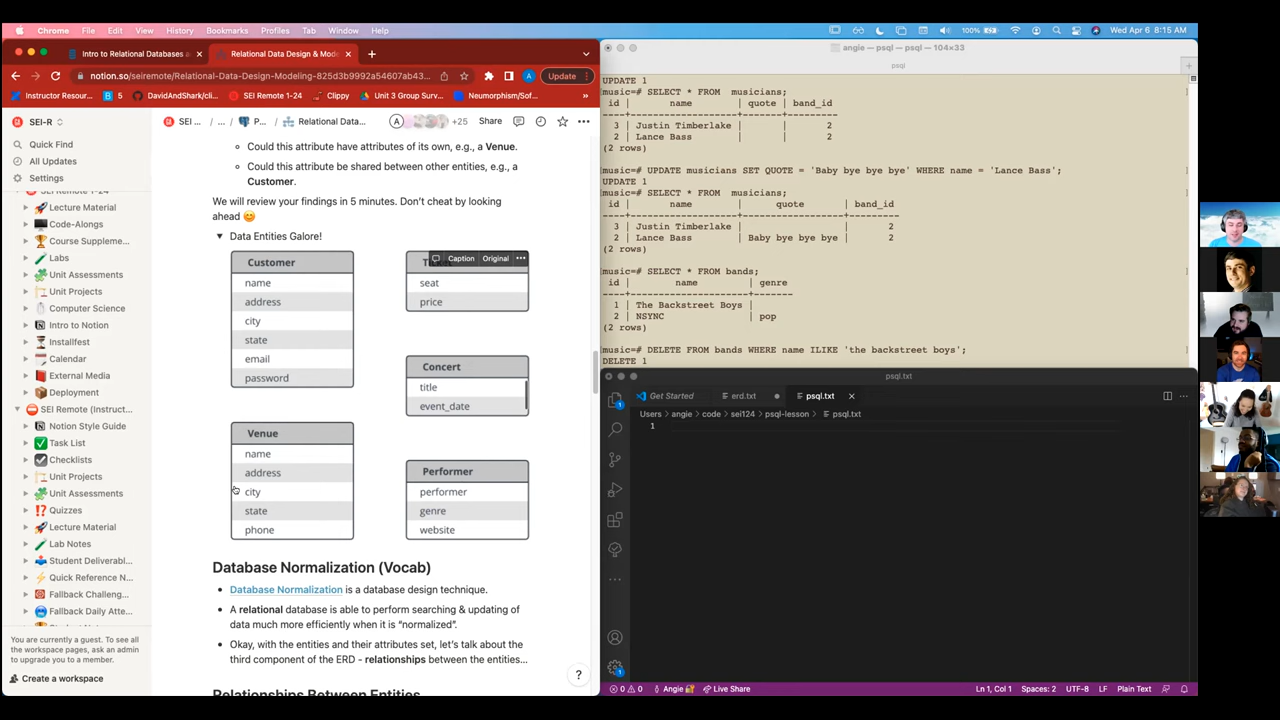 Chrome File Edit View History Bookmarks Profiles Tab Window Help
100% Wed Apr 6 8:15 AM
Intro to Relational Databases a
Relational Data Design & Mode
notion.so/seiremote/Relational-Data-Design-Modeling-825d3b9992a54607ab43...
A
Update
Instructor Resour...
5
DavidAndShark/cli...
SEI Remote 1-24
Clippy
Unit 3 Group Surv...
Neumorphism/Sof...
SEI-R
Quick Find
All Updates
Settings
SEI Remote 1-24
Lecture Material
Code-Alongs
Course Suppleme...
Labs
Unit Assessments
Unit Projects
Computer Science
Intro to Notion
Installfest
Calendar
External Media
Deployment
SEI Remote (Instruct...
Notion Style Guide
Task List
Checklists
Unit Projects
Unit Assessments
Quizzes
Lecture Material
Lab Notes
Student Deliverabl...
Quick Reference N...
Fallback Challeng...
Fallback Daily Atte...
You are currently a guest. To see all
the workspace pages, ask an admin
to upgrade you to a member.
Create a workspace
SEI ... / ... / P... / Relational Data...
A
+25
Share
Could this attribute have attributes of its own, e.g., a Venue.
Could this attribute be shared between other entities, e.g., a
Customer.
We will review your findings in 5 minutes. Don't cheat by looking
ahead 😊
Data Entities Galore!
Customer
name
address
city
state
email
password
Caption Original
seat
price
Concert
title
event_date
Venue
name
address
city
state
phone
Performer
performer
genre
website
Database Normalization (Vocab)
Database Normalization is a database design technique.
A relational database is able to perform searching & updating of
data much more efficiently when it is "normalized".
Okay, with the entities and their attributes set, let's talk about the
third component of the ERD - relationships between the entities...
Relationships Between Entities
?
angie — psql — psql — 104×33
psql
UPDATE 1
music=# SELECT * FROM musicians;
id | name | quote | band_id
----+-------------------+-------+---------
3 | Justin Timberlake | | 2
2 | Lance Bass | | 2
(2 rows)
music=# UPDATE musicians SET QUOTE = 'Baby bye bye bye' WHERE name = 'Lance Bass';
UPDATE 1
music=# SELECT * FROM musicians;
id | name | quote | band_id
----+-------------------+------------------+---------
3 | Justin Timberlake | | 2
2 | Lance Bass | Baby bye bye bye | 2
(2 rows)
music=# SELECT * FROM bands;
id | name | genre
----+--------------------+-------
1 | The Backstreet Boys |
2 | NSYNC | pop
(2 rows)
music=# DELETE FROM bands WHERE name ILIKE 'the backstreet boys';
DELETE 1
psql.txt
Get Started
erd.txt
psql.txt
Users > angie > code > sei124 > psql-lesson > psql.txt
1
1
1
0 0 Angie Live Share
Ln 1, Col 1 Spaces: 2 UTF-8 LF Plain Text